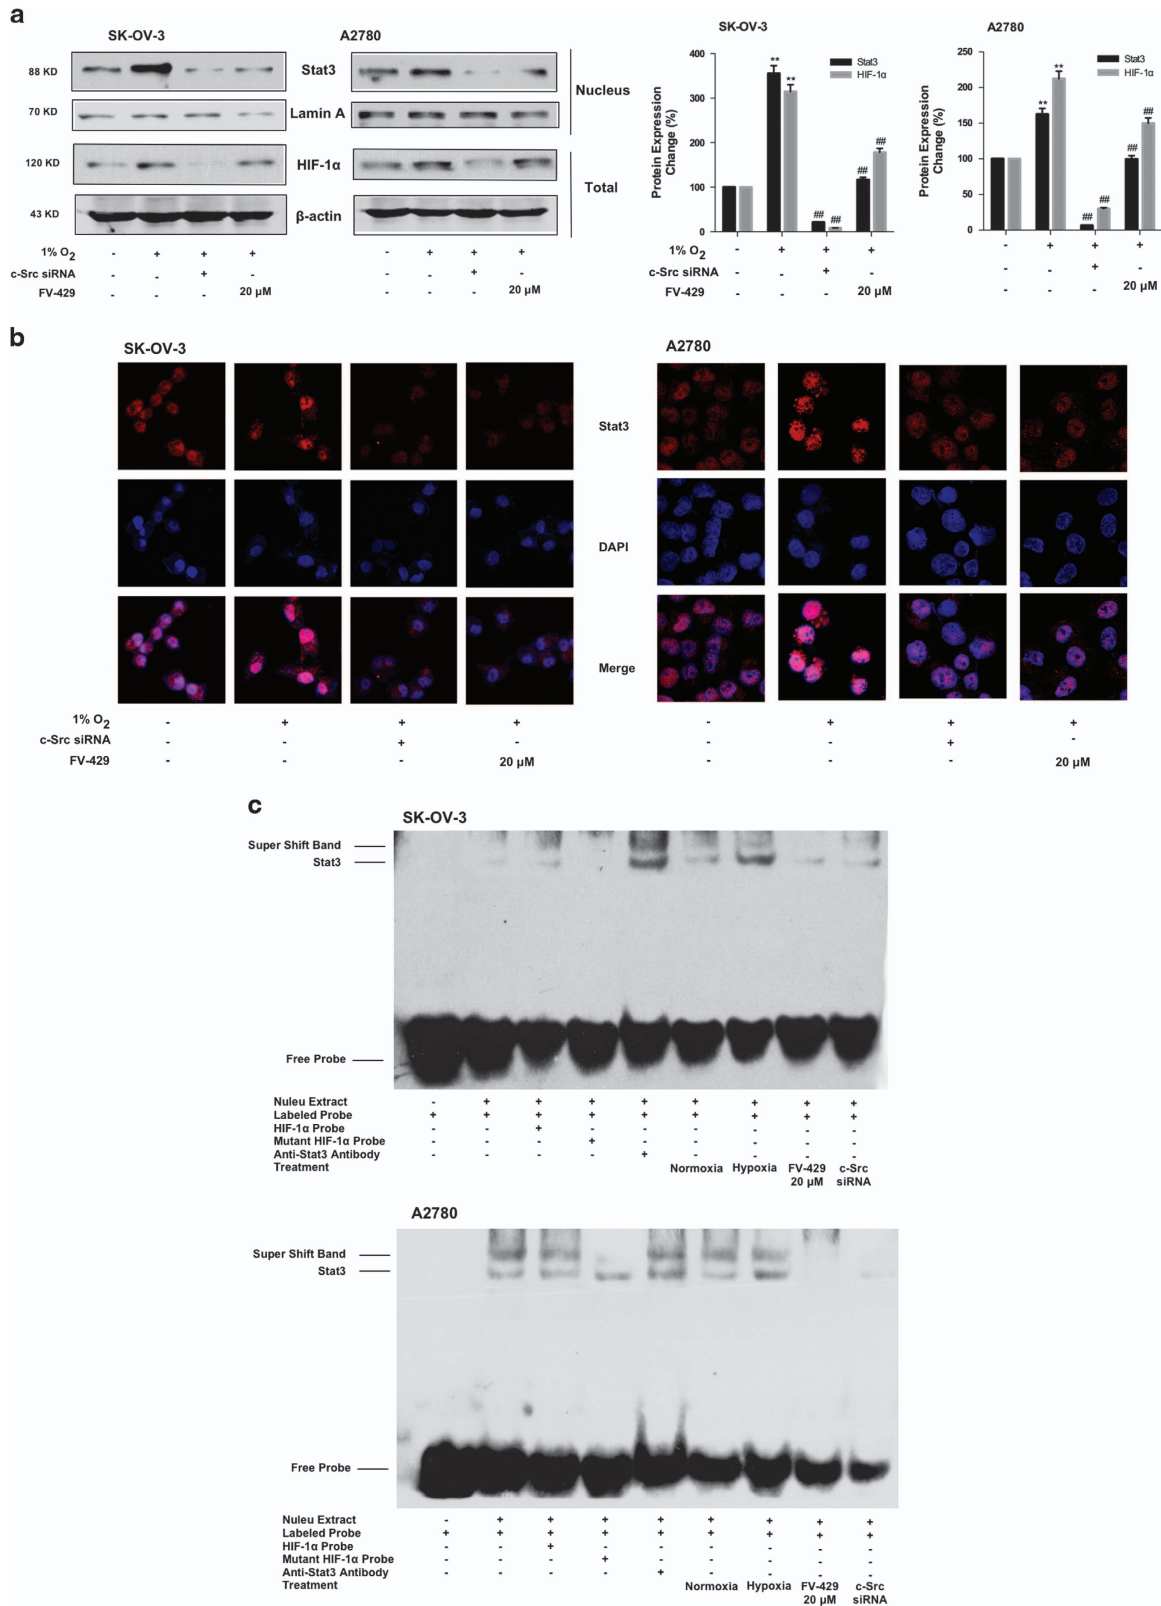 a
SK-OV-3
A2780
88 KD
Stat3
70 KD
Lamin A
Nucleus
120 KD
HIF-1α
43 KD
β-actin
Total
1% O2 - + + + - + + +
c-Src siRNA - - + - - - + -
FV-429 - - - 20 µM - - - 20 µM
SK-OV-3
Protein Expression
Change (%)
400
300
200
100
0
Stat3
HIF-1α
** ** ## ## ## ##
A2780
Protein Expression
Change (%)
250
200
150
100
50
0
Stat3
HIF-1α
** ** ## ## ## ##
1% O2 - + + + - + + +
c-Src siRNA - - + - - - + -
FV-429 - - - 20 µM - - - 20 µM
b
SK-OV-3
A2780
Stat3
DAPI
Merge
1% O2 - + + + - + + +
c-Src siRNA - - + - - - + -
FV-429 - - - 20 µM - - - 20 µM
c
SK-OV-3
Super Shift Band
Stat3
Free Probe
Nuleu Extract - + + + + + + + +
Labeled Probe + + + + + + + + +
HIF-1α Probe - - + - - - - - -
Mutant HIF-1α Probe - - - + - - - - -
Anti-Stat3 Antibody - - - - + - - - -
Treatment Normoxia Hypoxia FV-429 c-Src
20 µM siRNA
A2780
Super Shift Band
Stat3
Free Probe
Nuleu Extract - + + + + + + + +
Labeled Probe + + + + + + + + +
HIF-1α Probe - - + - - - - - -
Mutant HIF-1α Probe - - - + - - - - -
Anti-Stat3 Antibody - - - - + - - - -
Treatment Normoxia Hypoxia FV-429 c-Src
20 µM siRNA